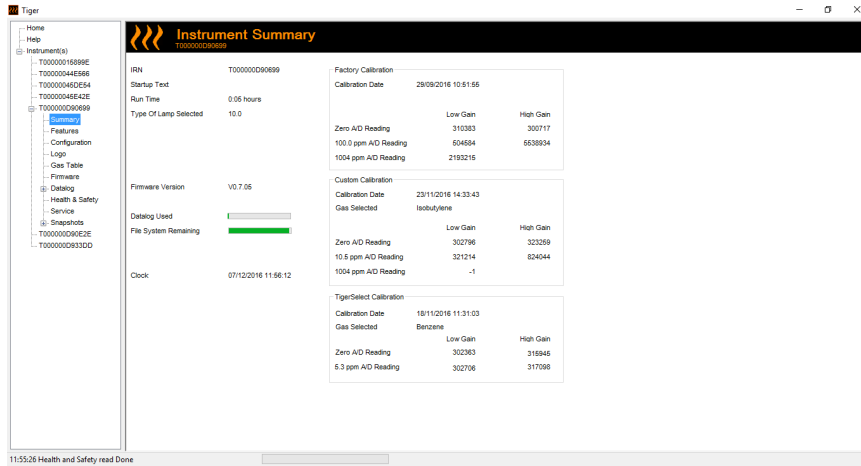 Tiger
Home
Help
Instrument(s)
T00000015899E
T00000044E566
T00000045DE54
T00000046E42E
T000000D90699
Summary
Features
Configuration
Logo
Gas Table
Firmware
Datalog
Health & Safety
Service
Snapshots
T000000D90E2E
T000000D933DD
Instrument Summary
T000000D90699
IRN T000000D90699
Startup Text
Run Time 0:05 hours
Type Of Lamp Selected 10.0
Firmware Version V0.7.05
Datalog Used
File System Remaining
Clock 07/12/2016 11:56:12
Factory Calibration
Calibration Date 29/09/2016 10:51:55
Low Gain High Gain
Zero A/D Reading 310383 300717
100.0 ppm A/D Reading 504584 5538934
1004 ppm A/D Reading 2193215
Custom Calibration
Calibration Date 23/11/2016 14:33:43
Gas Selected Isobutylene
Low Gain High Gain
Zero A/D Reading 302796 323259
10.5 ppm A/D Reading 321214 824044
1004 ppm A/D Reading -1
TigerSelect Calibration
Calibration Date 18/11/2016 11:31:03
Gas Selected Benzene
Low Gain High Gain
Zero A/D Reading 302363 315945
5.3 ppm A/D Reading 302706 317098
11:55:26 Health and Safety read Done